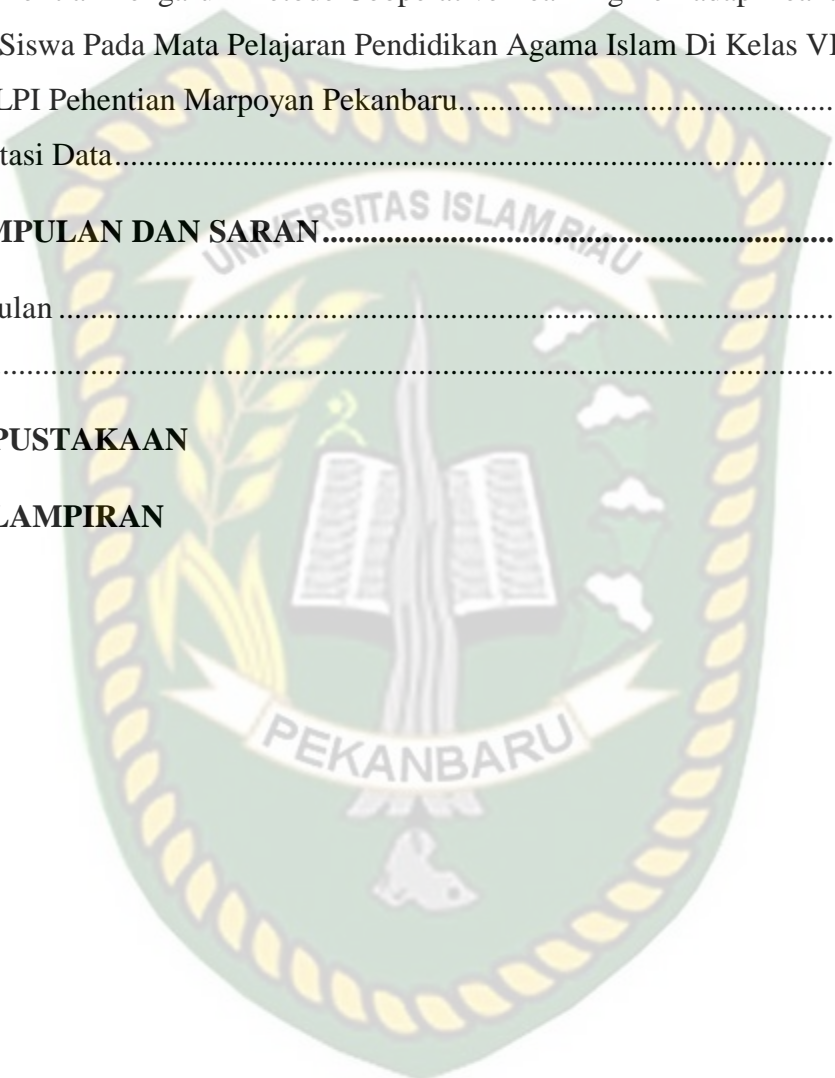 Siswa Pada Mata Pelajaran Pendidikan Agama Islam Di Kelas VI
LPI Pehentian Marpoyan Pekanbaru................................................
tasi Data..........................................................................................
UNIVERSITAS ISLAM RIAU
MPULAN DAN SARAN................................................................
ulan...................................................................................................
..........................................................................................................
PUSTAKAAN
LAMPIRAN
PEKANBARU